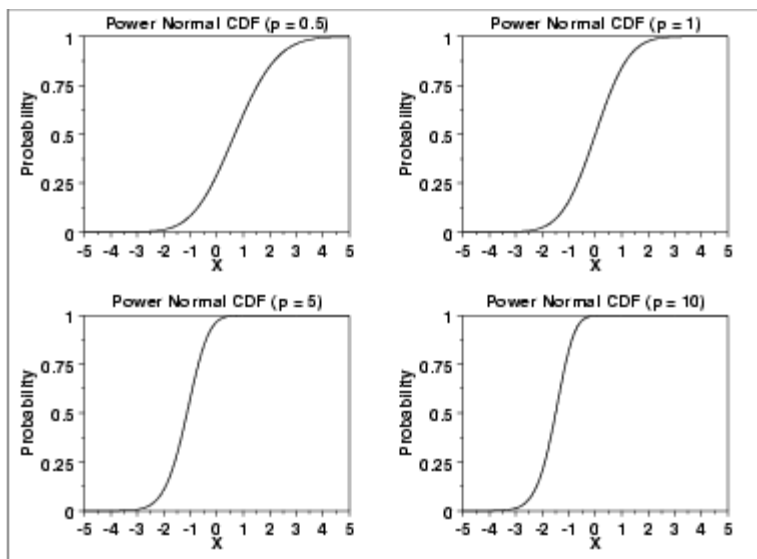 Power Normal CDF (p = 0.5)
1
0.75
0.5
0.25
0
Probability
-5 -4 -3 -2 -1 0 1 2 3 4 5
X
Power Normal CDF (p = 1)
1
0.75
0.5
0.25
0
Probability
-5 -4 -3 -2 -1 0 1 2 3 4 5
X
Power Normal CDF (p = 5)
1
0.75
0.5
0.25
0
Probability
-5 -4 -3 -2 -1 0 1 2 3 4 5
X
Power Normal CDF (p = 10)
1
0.75
0.5
0.25
0
Probability
-5 -4 -3 -2 -1 0 1 2 3 4 5
X